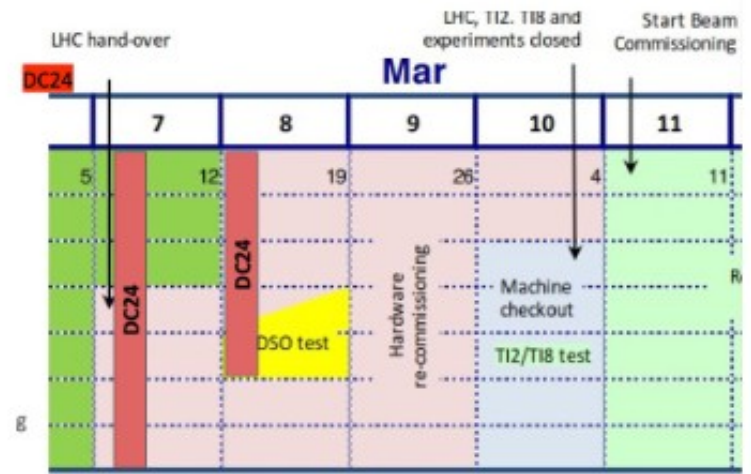 LHC, TI2. TI8 and
experiments closed
Start Beam
Commissioning
LHC hand-over
DC24
Mar
7 8 9 10 11
5 12 19 26 4 11
DC24
DC24
DSO test
Hardware
re-commissioning
Machine
checkout
TI2/TI8 test